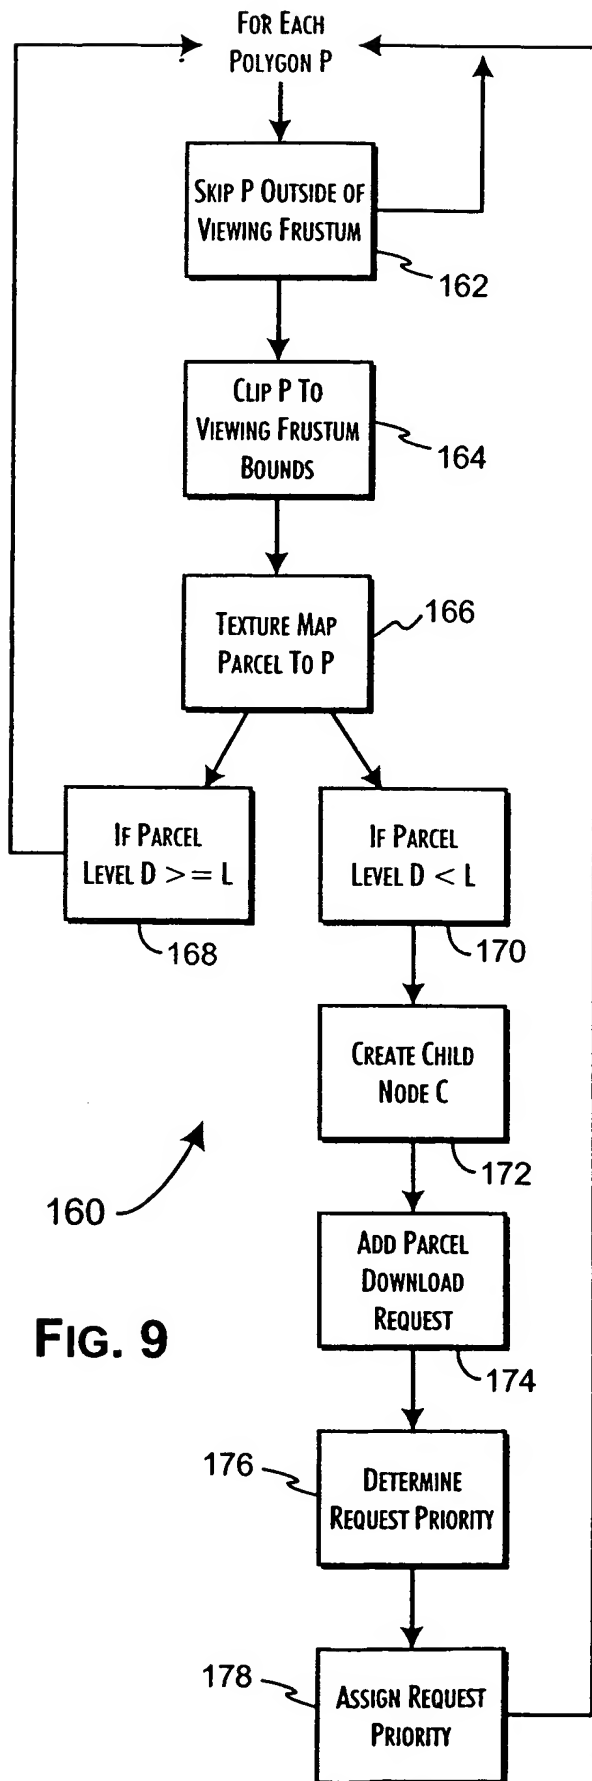 FOR EACH
POLYGON P
SKIP P OUTSIDE OF
VIEWING FRUSTUM
162
CLIP P TO
VIEWING FRUSTUM
BOUNDS
164
TEXTURE MAP
PARCEL TO P
166
IF PARCEL
LEVEL D >= L
168
IF PARCEL
LEVEL D < L
170
CREATE CHILD
NODE C
172
160
ADD PARCEL
DOWNLOAD
REQUEST
174
FIG. 9
176
DETERMINE
REQUEST PRIORITY
178
ASSIGN REQUEST
PRIORITY